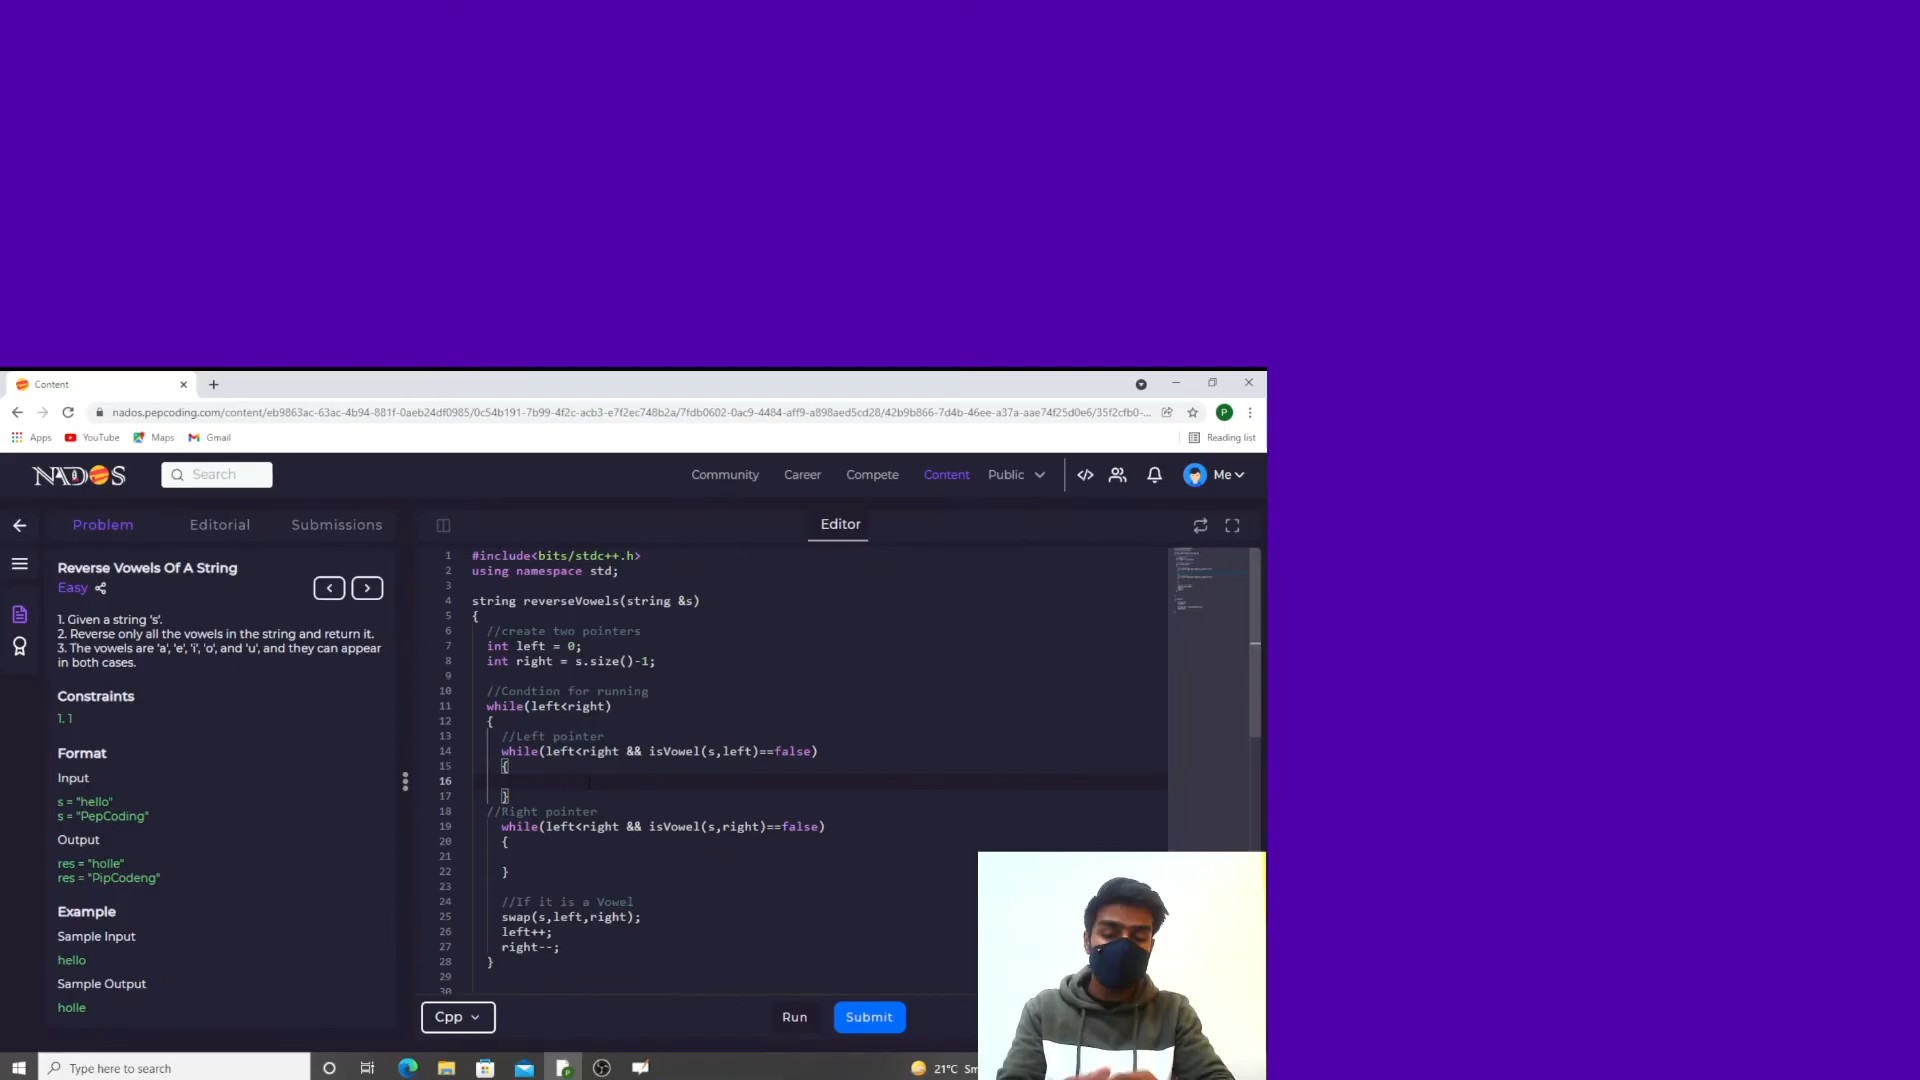 Content
nados.pepcoding.com/content/eb9863ac-63ac-4b94-881f-0aeb24df0985/0c54b191-7b99-4f2c-acb3-e7f2ec748b2a/7fdb0602-0ac9-4484-aff9-a898aed5cd28/42b9b866-7d4b-46ee-a37a-aae74f25d0e6/35f2cfb0-...
P
Apps YouTube Maps Gmail Reading list
NADOS Search Community Career Compete Content Public Me
Problem Editorial Submissions
Editor
Reverse Vowels Of A String
Easy
1. Given a string 's'.
2. Reverse only all the vowels in the string and return it.
3. The vowels are 'a', 'e', 'i', 'o', and 'u', and they can appear
in both cases.
Constraints
1. 1
Format
Input
s = "hello"
s = "PepCoding"
Output
res = "holle"
res = "PipCodeng"
Example
Sample Input
hello
Sample Output
holle
1 #include<bits/stdc++.h>
2 using namespace std;
3
4 string reverseVowels(string &s)
5 {
6 //create two pointers
7 int left = 0;
8 int right = s.size()-1;
9
10 //Condtion for running
11 while(left<right)
12 {
13 //Left pointer
14 while(left<right && isVowel(s,left)==false)
15 {
16
17 }
18 //Right pointer
19 while(left<right && isVowel(s,right)==false)
20 {
21
22 }
23
24 //If it is a Vowel
25 swap(s,left,right);
26 left++;
27 right--;
28 }
29
30
Cpp Run Submit
Type here to search
21°C